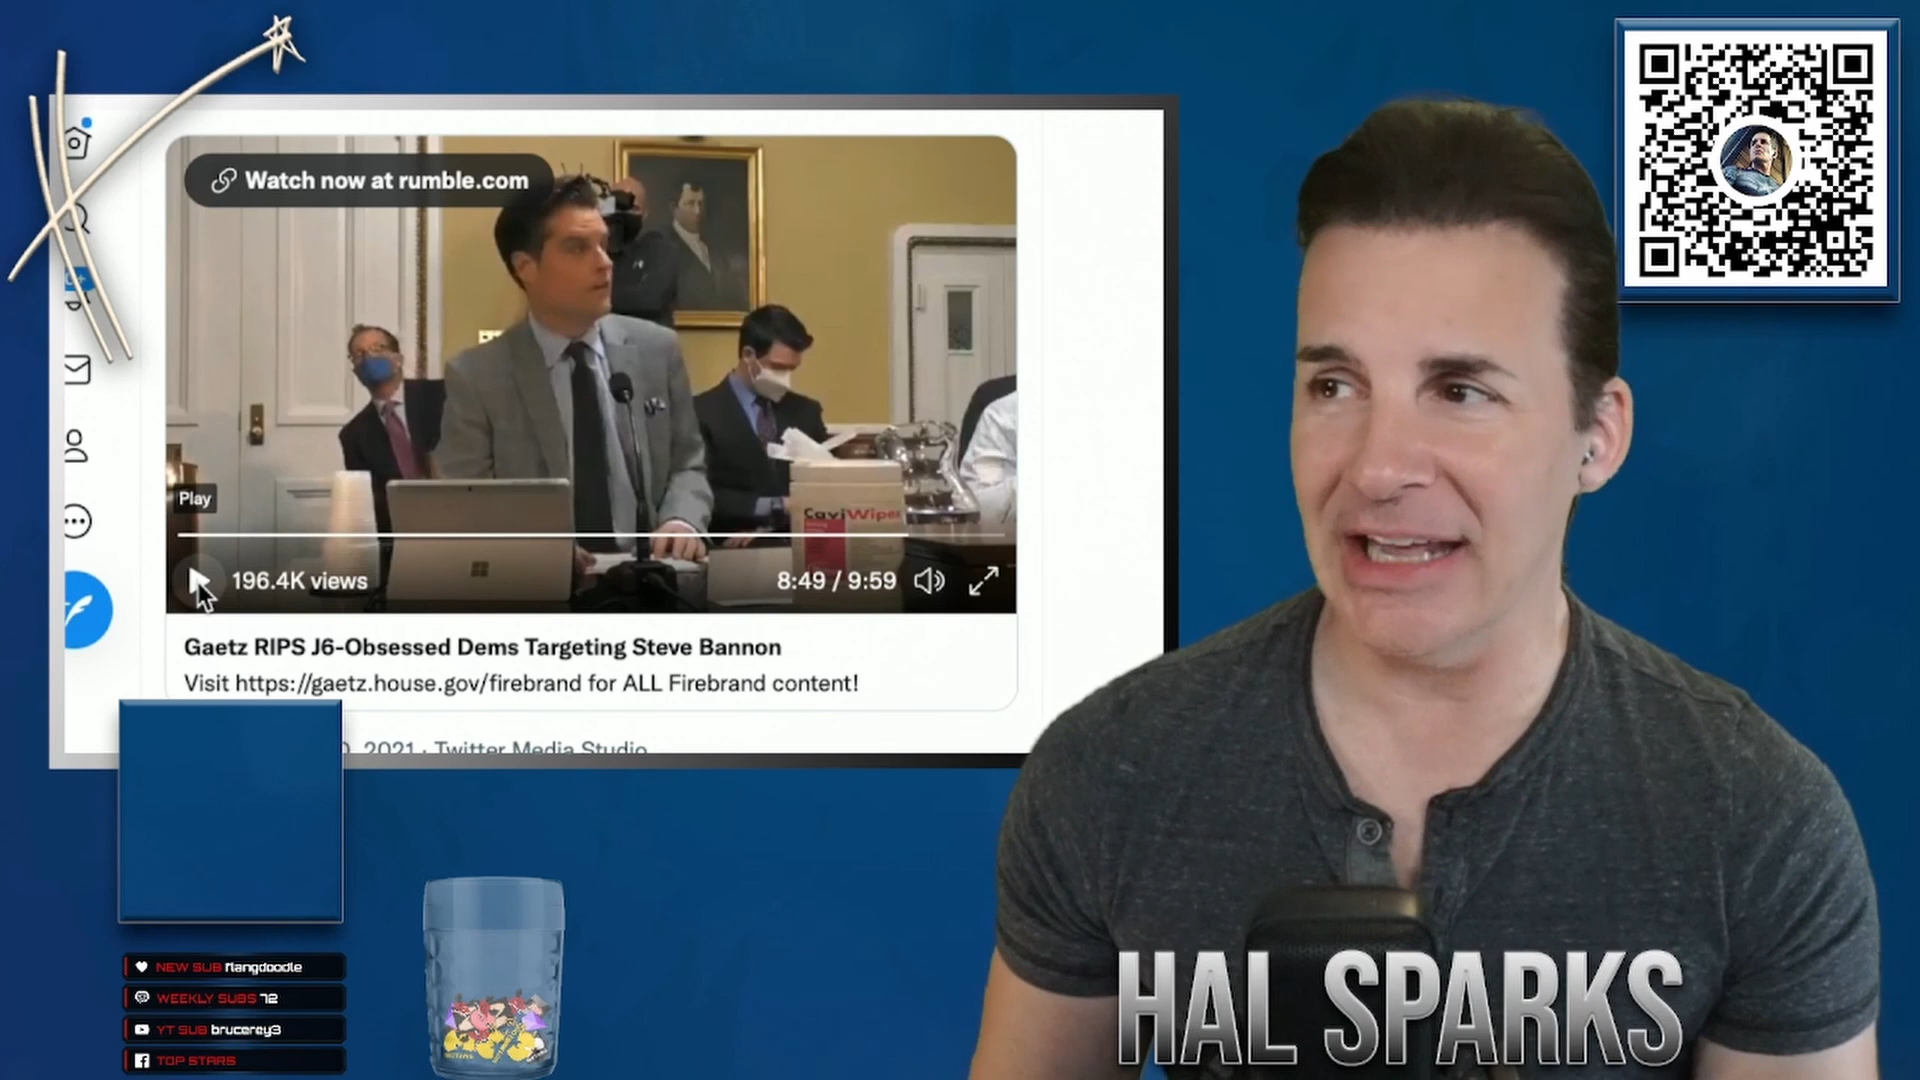 Watch now at rumble.com
Play
CaviWipes
196.4K views
8:49 / 9:59
Gaetz RIPS J6-Obsessed Dems Targeting Steve Bannon
Visit https://gaetz.house.gov/firebrand for ALL Firebrand content!
, 2021 · Twitter Media Studio
NEW SUB flangdoodle
WEEKLY SUBS 72
YT SUB brucerey3
TOP STARS
HAL SPARKS